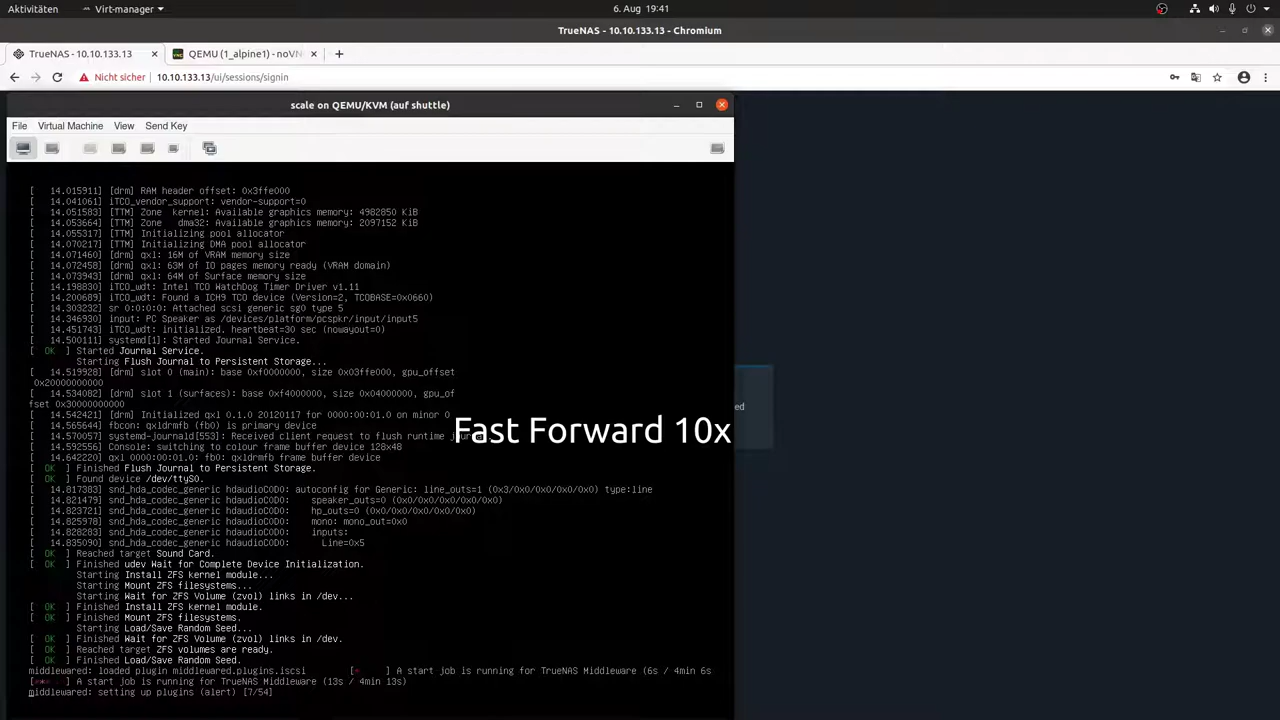 Aktivitäten
Virt-manager
6. Aug 19:41
TrueNAS - 10.10.133.13 - Chromium
TrueNAS - 10.10.133.13
QEMU (1_alpine1) - noVN
Nicht sicher
10.10.133.13/ui/sessions/signin
scale on QEMU/KVM (auf shuttle)
File Virtual Machine View Send Key
[ 14.015911] [drm] RAM header offset: 0x3ffe000
[ 14.041061] iTCO_vendor_support: vendor-support=0
[ 14.051583] [TTM] Zone kernel: Available graphics memory: 4982850 KiB
[ 14.053664] [TTM] Zone dma32: Available graphics memory: 2097152 KiB
[ 14.055317] [TTM] Initializing pool allocator
[ 14.070217] [TTM] Initializing DMA pool allocator
[ 14.071460] [drm] qxl: 16M of VRAM memory size
[ 14.072458] [drm] qxl: 63M of IO pages memory ready (VRAM domain)
[ 14.073943] [drm] qxl: 64M of Surface memory size
[ 14.198830] iTCO_wdt: Intel TCO WatchDog Timer Driver v1.11
[ 14.200689] iTCO_wdt: Found a ICH9 TCO device (Version=2, TCOBASE=0x0660)
[ 14.303232] sr 0:0:0:0: Attached scsi generic sg0 type 5
[ 14.346930] input: PC Speaker as /devices/platform/pcspkr/input/input5
[ 14.451743] iTCO_wdt: initialized. heartbeat=30 sec (nowayout=0)
[ 14.500111] systemd[1]: Started Journal Service.
[ OK ] Started Journal Service.
Starting Flush Journal to Persistent Storage...
[ 14.519928] [drm] slot 0 (main): base 0xf0000000, size 0x03ffe000, gpu_offset
0x20000000000
[ 14.534082] [drm] slot 1 (surfaces): base 0xf4000000, size 0x04000000, gpu_of
fset 0x30000000000
[ 14.542421] [drm] Initialized qxl 0.1.0 20120117 for 0000:00:01.0 on minor 0
[ 14.565644] fbcon: qxldrmfb (fb0) is primary device
[ 14.570057] systemd-journald[553]: Received client request to flush runtime
[ 14.592556] Console: switching to colour frame buffer device 128x48
[ 14.642220] qxl 0000:00:01.0: fb0: qxldrmfb frame buffer device
Fast Forward 10x
ed
[ OK ] Finished Flush Journal to Persistent Storage.
[ OK ] Found device /dev/ttyS0.
[ 14.817383] snd_hda_codec_generic hdaudioC0D0: autoconfig for Generic: line_outs=1 (0x3/0x0/0x0/0x0/0x0) type:line
[ 14.821479] snd_hda_codec_generic hdaudioC0D0: speaker_outs=0 (0x0/0x0/0x0/0x0/0x0)
[ 14.823721] snd_hda_codec_generic hdaudioC0D0: hp_outs=0 (0x0/0x0/0x0/0x0/0x0)
[ 14.825978] snd_hda_codec_generic hdaudioC0D0: mono: mono_out=0x0
[ 14.828283] snd_hda_codec_generic hdaudioC0D0: inputs:
[ 14.835090] snd_hda_codec_generic hdaudioC0D0: Line=0x5
[ OK ] Reached target Sound Card.
[ OK ] Finished udev Wait for Complete Device Initialization.
Starting Install ZFS kernel module...
Starting Mount ZFS filesystems...
Starting Wait for ZFS Volume (zvol) links in /dev...
[ OK ] Finished Install ZFS kernel module.
[ OK ] Finished Mount ZFS filesystems.
Starting Load/Save Random Seed...
[ OK ] Finished Wait for ZFS Volume (zvol) links in /dev.
[ OK ] Reached target ZFS volumes are ready.
[ OK ] Finished Load/Save Random Seed.
middlewared: loaded plugin middlewared.plugins.iscsi [* ] A start job is running for TrueNAS Middleware (6s / 4min 6s
[*** ] A start job is running for TrueNAS Middleware (13s / 4min 13s)
middlewared: setting up plugins (alert) [7/54]